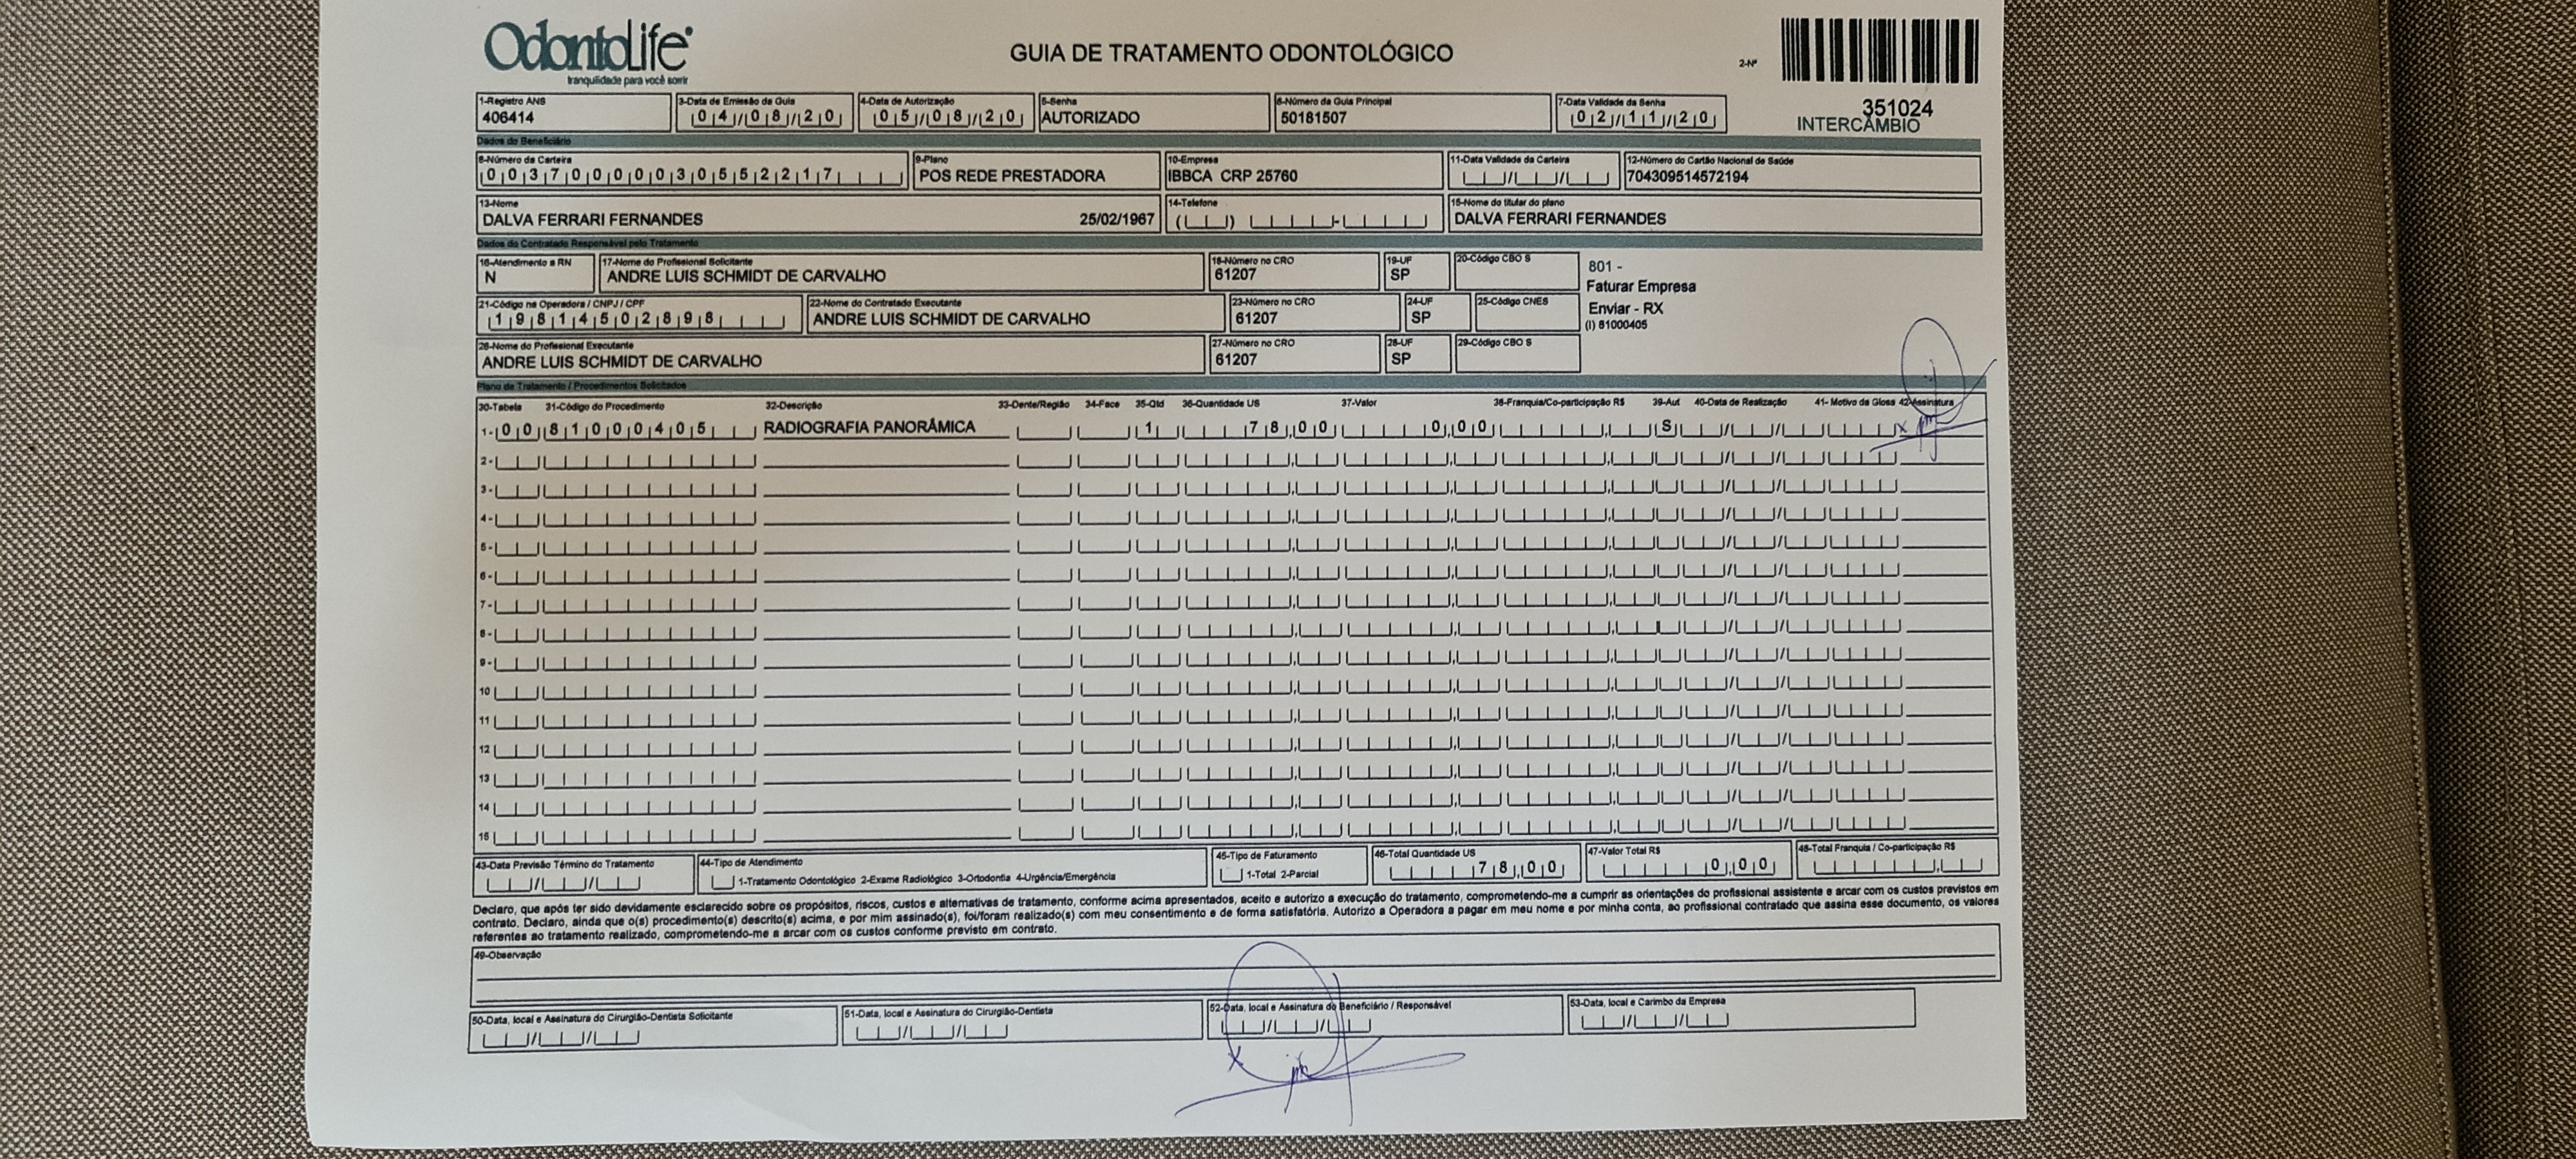 OdontoLife
tranquilidade para você sorrir
GUIA DE TRATAMENTO ODONTOLÓGICO
2-Nº
351024
INTERCÂMBIO
1-Registro ANS
406414
3-Data de Emissão da Guia
04/08/20
4-Data de Autorização
05/08/20
5-Senha
AUTORIZADO
6-Número da Guia Principal
50181507
7-Data Validade da Senha
02/11/20
Dados do Beneficiário
8-Número da Carteira
00370000030552217
9-Plano
POS REDE PRESTADORA
10-Empresa
IBBCA CRP 25760
11-Data Validade da Carteira
12-Número do Cartão Nacional de Saúde
704309514572194
13-Nome
DALVA FERRARI FERNANDES 25/02/1967
14-Telefone
15-Nome do titular do plano
DALVA FERRARI FERNANDES
Dados do Contratado Responsável pelo Tratamento
16-Atendimento a RN
N
17-Nome do Profissional Solicitante
ANDRE LUIS SCHMIDT DE CARVALHO
18-Número no CRO
61207
19-UF
SP
20-Código CBO S
801 -
Faturar Empresa
Enviar - RX
(I) 81000405
21-Código na Operadora / CNPJ / CPF
19814502898
22-Nome do Contratado Executante
ANDRE LUIS SCHMIDT DE CARVALHO
23-Número no CRO
61207
24-UF
SP
25-Código CNES
26-Nome do Profissional Executante
ANDRE LUIS SCHMIDT DE CARVALHO
27-Número no CRO
61207
28-UF
SP
29-Código CBO S
Plano de Tratamento / Procedimentos Solicitados
30-Tabela 31-Código do Procedimento 32-Descrição 33-Dente/Região 34-Face 35-Qtd 36-Quantidade US 37-Valor 38-Franquia/Co-participação R$ 39-Aut 40-Data de Realização 41- Motivo da Glosa 42-Assinatura
1- 00 81000405 RADIOGRAFIA PANORÂMICA 1 78,00 0,00 S x
2-
3-
4-
5-
6-
7-
8-
9-
10
11
12
13
14
15
43-Data Previsão Término do Tratamento
44-Tipo de Atendimento
1-Tratamento Odontológico 2-Exame Radiológico 3-Ortodontia 4-Urgência/Emergência
45-Tipo de Faturamento
1-Total 2-Parcial
46-Total Quantidade US
78,00
47-Valor Total R$
0,00
48-Total Franquia / Co-participação R$
Declaro, que após ter sido devidamente esclarecido sobre os propósitos, riscos, custos e alternativas de tratamento, conforme acima apresentados, aceito e autorizo a execução do tratamento, comprometendo-me a cumprir as orientações do profissional assistente e arcar com os custos previstos em
contrato. Declaro, ainda que o(s) procedimento(s) descrito(s) acima, e por mim assinado(s), foi/foram realizado(s) com meu consentimento e de forma satisfatória. Autorizo a Operadora a pagar em meu nome e por minha conta, ao profissional contratado que assina esse documento, os valores
referentes ao tratamento realizado, comprometendo-me a arcar com os custos conforme previsto em contrato.
49-Observação
50-Data, local e Assinatura do Cirurgião-Dentista Solicitante
51-Data, local e Assinatura do Cirurgião-Dentista
52-Data, local e Assinatura do Beneficiário / Responsável
53-Data, local e Carimbo da Empresa
x